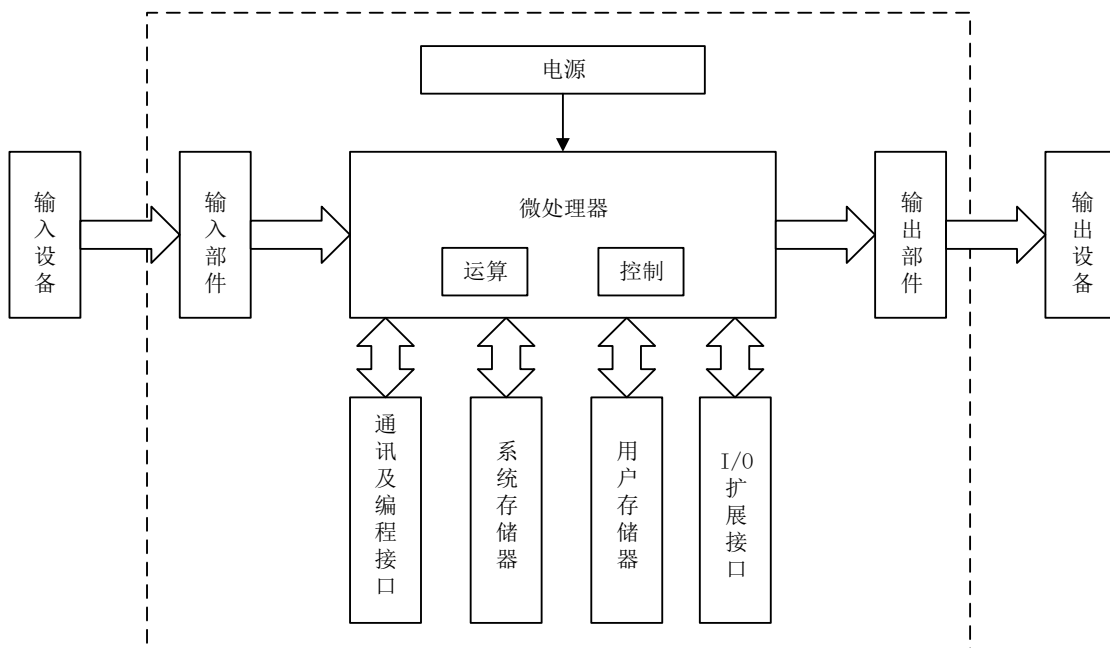 电源
输入设备
输入部件
微处理器
运算
控制
输出部件
输出设备
通讯及编程接口
系统存储器
用户存储器
I/O扩展接口